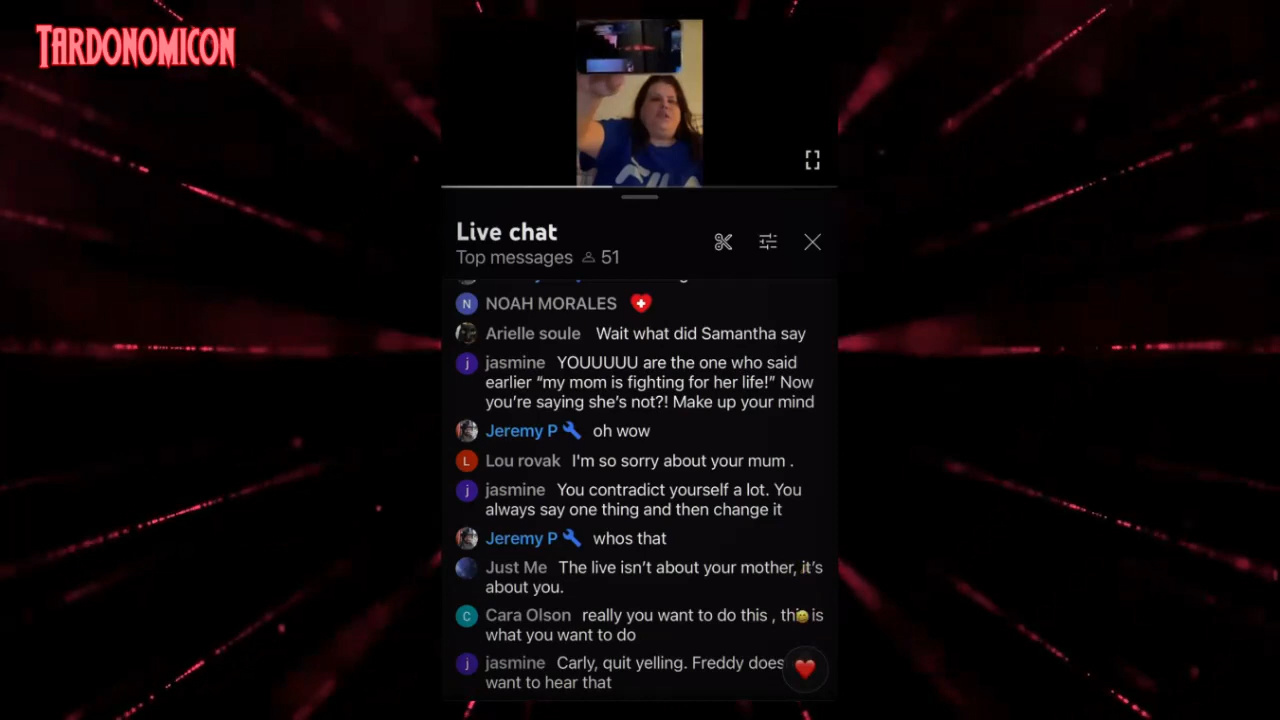 TARDONOMICON
FILA
Live chat
Top messages 51
N NOAH MORALES
Arielle soule Wait what did Samantha say
j jasmine YOUUUUU are the one who said
earlier “my mom is fighting for her life!” Now
you’re saying she’s not?! Make up your mind
Jeremy P oh wow
L Lou rovak I'm so sorry about your mum .
j jasmine You contradict yourself a lot. You
always say one thing and then change it
Jeremy P whos that
Just Me The live isn’t about your mother, it’s
about you.
C Cara Olson really you want to do this , this is
what you want to do
j jasmine Carly, quit yelling. Freddy does
want to hear that